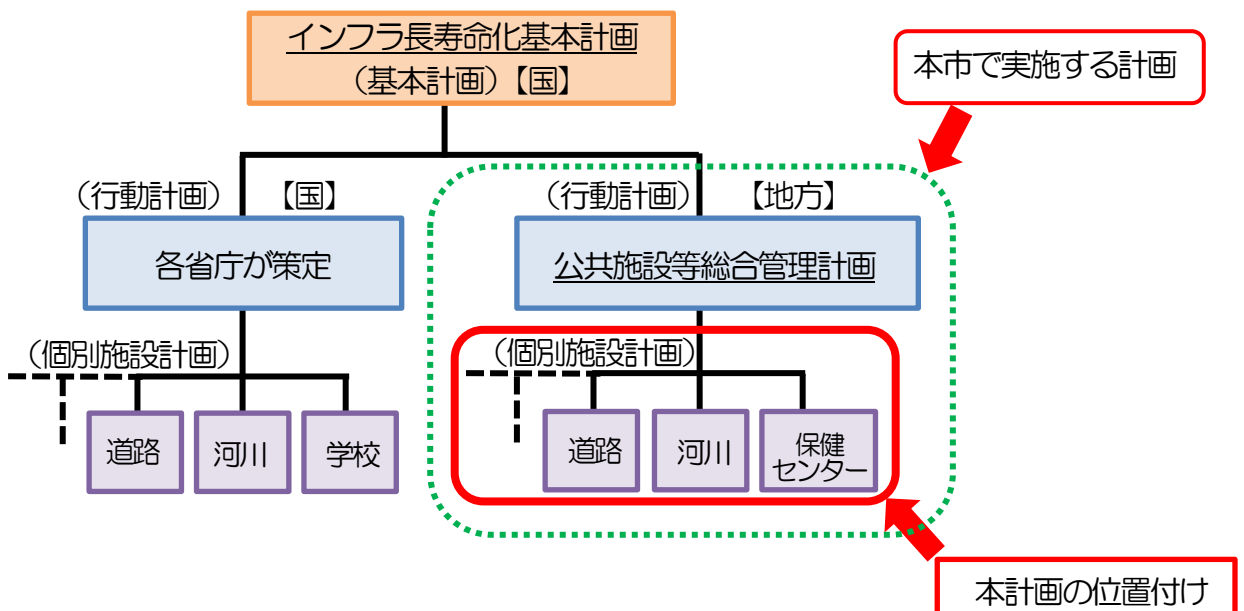 インフラ長寿命化基本計画
（基本計画）【国】
本市で実施する計画
（行動計画）
【国】
（行動計画）
【地方】
各省庁が策定
公共施設等総合管理計画
（個別施設計画）
（個別施設計画）
道路
河川
学校
道路
河川
保健
センター
本計画の位置付け